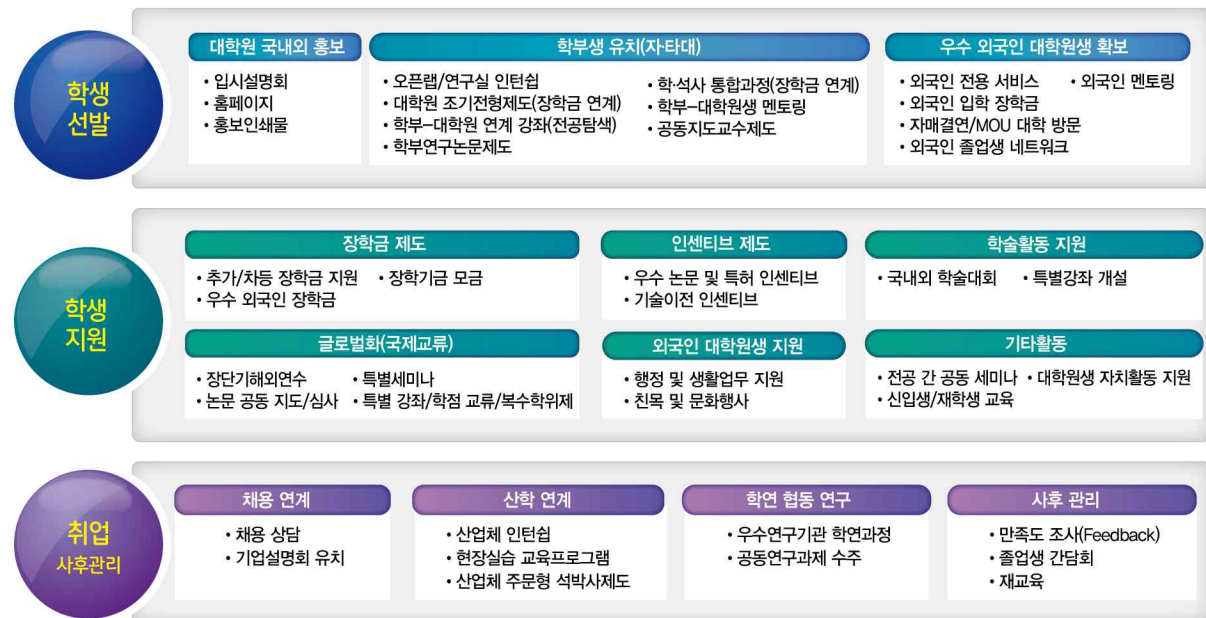 학생
선발
대학원 국내외 홍보
• 입시설명회
• 홈페이지
• 홍보인쇄물
학부생 유치(자·타대)
• 오픈랩/연구실 인턴쉽
• 대학원 조기전형제도(장학금 연계)
• 학부–대학원 연계 강좌(전공탐색)
• 학부연구논문제도
• 학·석사 통합과정(장학금 연계)
• 학부–대학원생 멘토링
• 공동지도교수제도
우수 외국인 대학원생 확보
• 외국인 전용 서비스 • 외국인 멘토링
• 외국인 입학 장학금
• 자매결연/MOU 대학 방문
• 외국인 졸업생 네트워크
학생
지원
장학금 제도
• 추가/차등 장학금 지원 • 장학기금 모금
• 우수 외국인 장학금
인센티브 제도
• 우수 논문 및 특허 인센티브
• 기술이전 인센티브
학술활동 지원
• 국내외 학술대회 • 특별강좌 개설
글로벌화(국제교류)
• 장단기해외연수 • 특별세미나
• 논문 공동 지도/심사 • 특별 강좌/학점 교류/복수학위제
외국인 대학원생 지원
• 행정 및 생활업무 지원
• 친목 및 문화행사
기타활동
• 전공 간 공동 세미나 • 대학원생 자치활동 지원
• 신입생/재학생 교육
취업
사후관리
채용 연계
• 채용 상담
• 기업설명회 유치
산학 연계
• 산업체 인턴쉽
• 현장실습 교육프로그램
• 산업체 주문형 석박사제도
학연 협동 연구
• 우수연구기관 학연과정
• 공동연구과제 수주
사후 관리
• 만족도 조사(Feedback)
• 졸업생 간담회
• 재교육